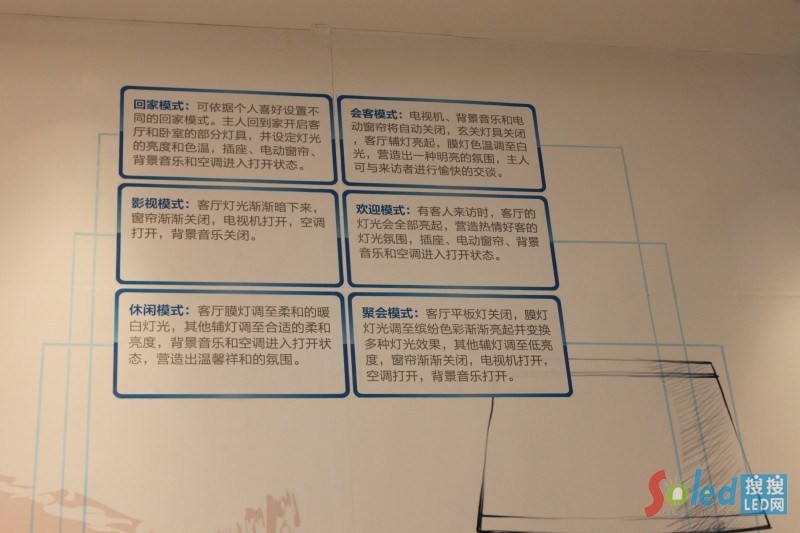 回家模式：可依据个人喜好设置不
同的回家模式。主人回到家开启客
厅和卧室的部分灯具，并设定灯光
的亮度和色温，插座、电动窗帘、
背景音乐和空调进入打开状态。
会客模式：电视机、背景音乐和电
动窗帘将自动关闭，玄关灯具关闭
，客厅辅灯亮起，膜灯色温调至白
光，营造出一种明亮的氛围，主人
可与来访者进行愉快的交谈。
影视模式：客厅灯光渐渐暗下来，
窗帘渐渐关闭，电视机打开，空调
打开，背景音乐关闭。
欢迎模式：有客人来访时，客厅的
灯光会全部亮起，营造热情好客的
灯光氛围，插座、电动窗帘、背景
音乐和空调进入打开状态。
休闲模式：客厅膜灯调至柔和的暖
白灯光，其他辅灯调至合适的柔和
亮度，背景音乐和空调进入打开状
态，营造出温馨祥和的氛围。
聚会模式：客厅平板灯关闭，膜灯
灯光调至缤纷色彩渐渐亮起并变换
多种灯光效果，其他辅灯调至低亮
度，窗帘渐渐关闭，电视机打开，
空调打开，背景音乐打开。
Soled 搜搜
LED网